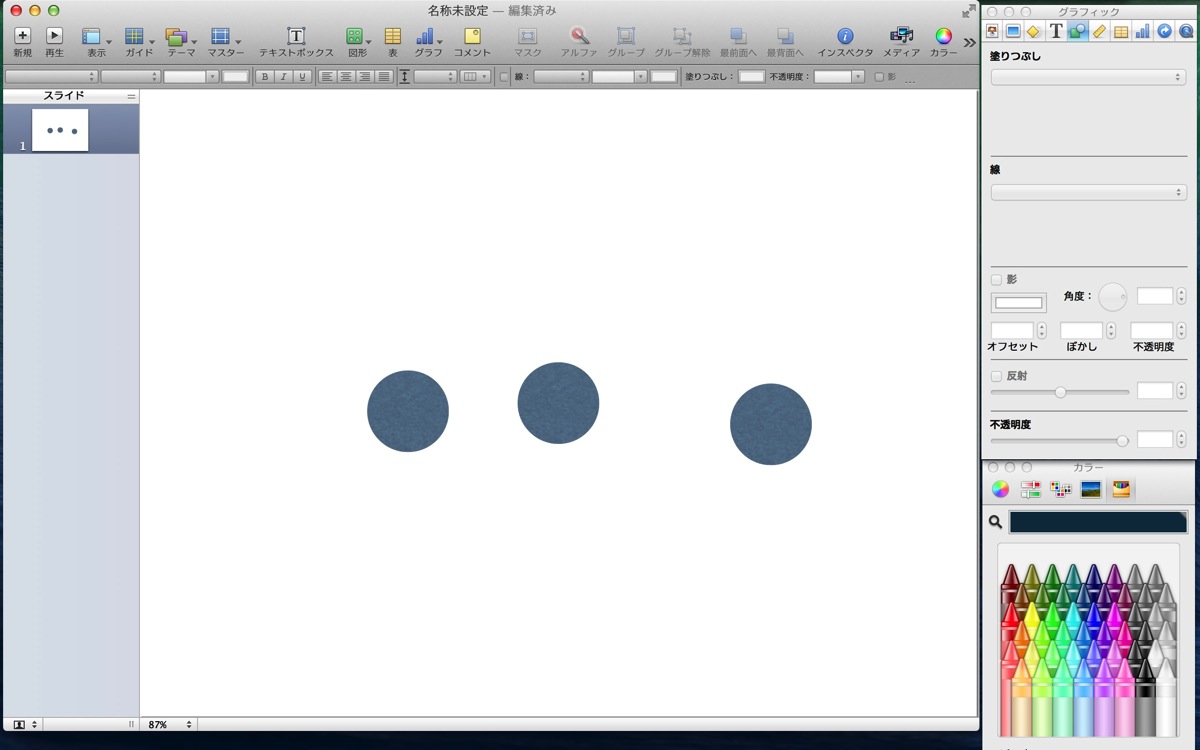 名称未設定 — 編集済み
新規 再生 表示 ガイド テーマ マスター テキストボックス 図形 表 グラフ コメント マスク アルファ グループ グループ解除 最前面へ 最背面へ インスペクタ メディア カラー
B I U 線： 塗りつぶし： 不透明度： 影
スライド
1
87%
グラフィック
塗りつぶし
線
影
角度：
オフセット ぼかし 不透明度
反射
不透明度
カラー